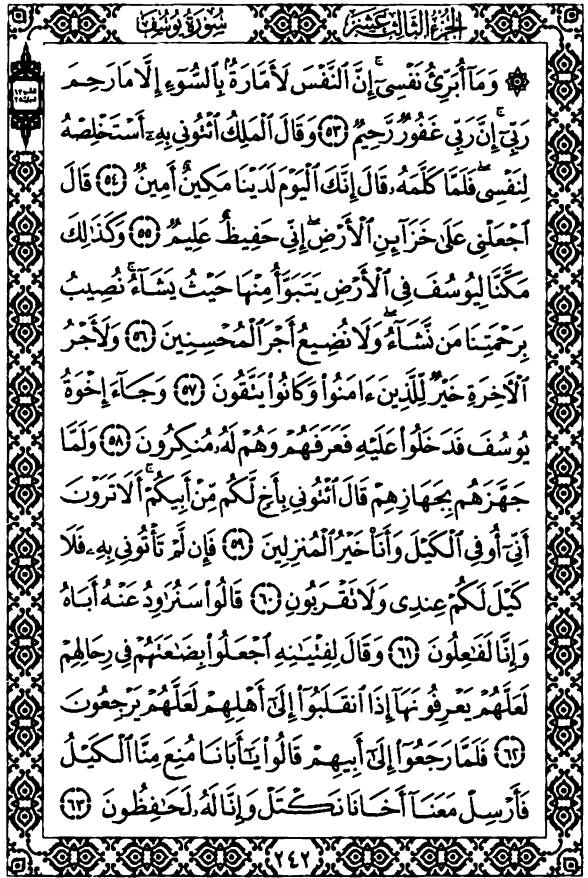 الجزء الثالث عشر سورة يوسف
۞ وَمَآ أُبَرِّئُ نَفْسِىٓ ۚ إِنَّ ٱلنَّفْسَ لَأَمَّارَةٌۢ بِٱلسُّوٓءِ إِلَّا مَا رَحِمَ
رَبِّىٓ ۚ إِنَّ رَبِّى غَفُورٌ رَّحِيمٌ ٥٣ وَقَالَ ٱلْمَلِكُ ٱئْتُونِى بِهِۦٓ أَسْتَخْلِصْهُ
لِنَفْسِى ۖ فَلَمَّا كَلَّمَهُۥ قَالَ إِنَّكَ ٱلْيَوْمَ لَدَيْنَا مَكِينٌ أَمِينٌ ٥٤ قَالَ
ٱجْعَلْنِى عَلَىٰ خَزَآئِنِ ٱلْأَرْضِ ۖ إِنِّى حَفِيظٌ عَلِيمٌ ٥٥ وَكَذَٰلِكَ
مَكَّنَّا لِيُوسُفَ فِى ٱلْأَرْضِ يَتَبَوَّأُ مِنْهَا حَيْثُ يَشَآءُ ۚ نُصِيبُ
بِرَحْمَتِنَا مَن نَّشَآءُ ۖ وَلَا نُضِيعُ أَجْرَ ٱلْمُحْسِنِينَ ٥٦ وَلَأَجْرُ
ٱلْأَخِرَةِ خَيْرٌ لِّلَّذِينَ ءَامَنُوا۟ وَكَانُوا۟ يَتَّقُونَ ٥٧ وَجَآءَ إِخْوَةُ
يُوسُفَ فَدَخَلُوا۟ عَلَيْهِ فَعَرَفَهُمْ وَهُمْ لَهُۥ مُنكِرُونَ ٥٨ وَلَمَّا
جَهَّزَهُم بِجَهَازِهِمْ قَالَ ٱئْتُونِى بِأَخٍ لَّكُم مِّنْ أَبِيكُمْ ۚ أَلَا تَرَوْنَ
أَنِّىٓ أُوفِى ٱلْكَيْلَ وَأَنَا۠ خَيْرُ ٱلْمُنزِلِينَ ٥٩ فَإِن لَّمْ تَأْتُونِى بِهِۦ فَلَا
كَيْلَ لَكُمْ عِندِى وَلَا تَقْرَبُونِ ٦٠ قَالُوا۟ سَنُرَٰوِدُ عَنْهُ أَبَاهُ
وَإِنَّا لَفَٰعِلُونَ ٦١ وَقَالَ لِفِتْيَٰنِهِ ٱجْعَلُوا۟ بِضَٰعَتَهُمْ فِى رِحَالِهِمْ
لَعَلَّهُمْ يَعْرِفُونَهَآ إِذَا ٱنقَلَبُوٓا۟ إِلَىٰٓ أَهْلِهِمْ لَعَلَّهُمْ يَرْجِعُونَ
٦٢ فَلَمَّا رَجَعُوٓا۟ إِلَىٰٓ أَبِيهِمْ قَالُوا۟ يَٰٓأَبَانَا مُنِعَ مِنَّا ٱلْكَيْلُ
فَأَرْسِلْ مَعَنَآ أَخَانَا نَكْتَلْ وَإِنَّا لَهُۥ لَحَٰفِظُونَ ٦٣
٢٤٢